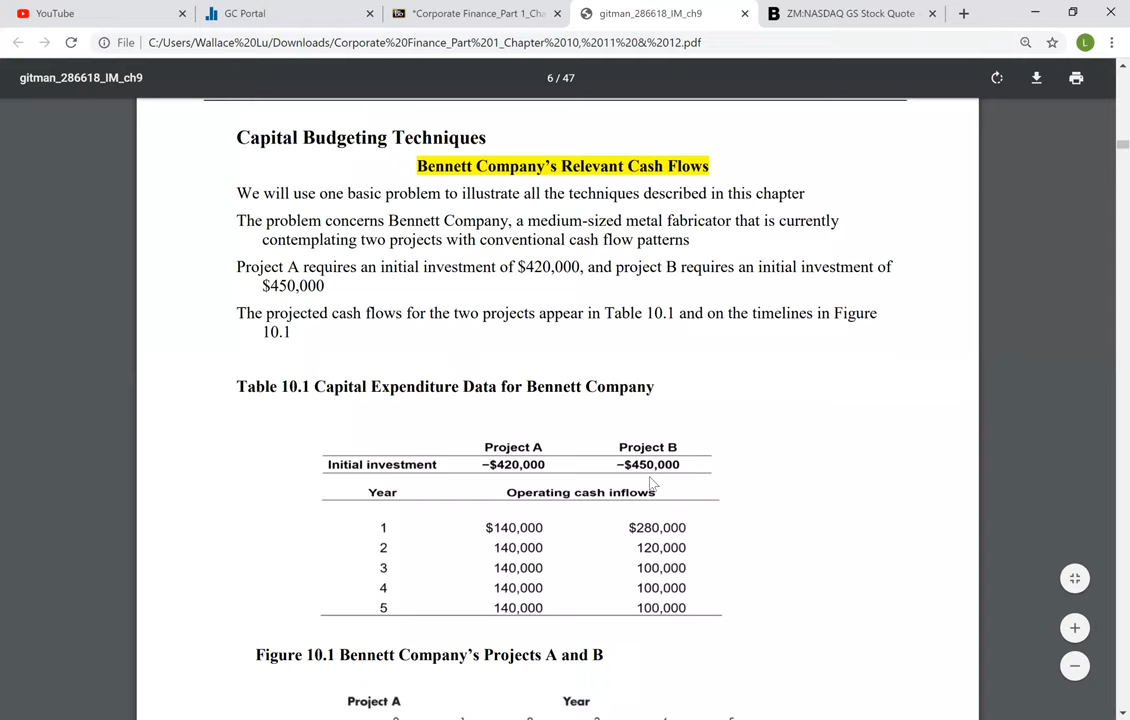 YouTube
GC Portal
*Corporate Finance_Part 1_Cha
gitman_286618_IM_ch9
B ZM:NASDAQ GS Stock Quote
File C:/Users/Wallace%20Lu/Downloads/Corporate%20Finance_Part%201_Chapter%2010,%2011%20&%2012.pdf
L
gitman_286618_IM_ch9
6 / 47
Capital Budgeting Techniques
Bennett Company's Relevant Cash Flows
We will use one basic problem to illustrate all the techniques described in this chapter
The problem concerns Bennett Company, a medium-sized metal fabricator that is currently
contemplating two projects with conventional cash flow patterns
Project A requires an initial investment of $420,000, and project B requires an initial investment of
$450,000
The projected cash flows for the two projects appear in Table 10.1 and on the timelines in Figure
10.1
Table 10.1 Capital Expenditure Data for Bennett Company
Project A Project B
Initial investment −$420,000 −$450,000
Year Operating cash inflows
1 $140,000 $280,000
2 140,000 120,000
3 140,000 100,000
4 140,000 100,000
5 140,000 100,000
Figure 10.1 Bennett Company's Projects A and B
Project A Year